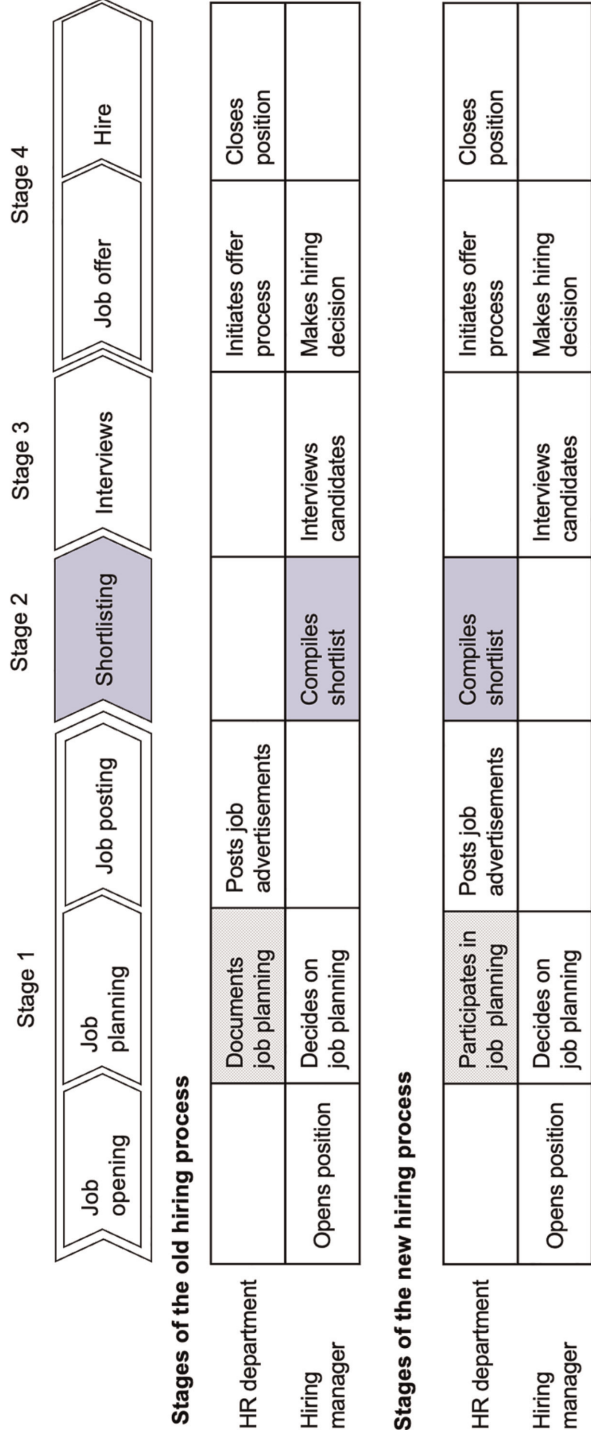 Stage 1
Stage 2
Stage 3
Stage 4
Job
opening
Job
planning
Job posting
Shortlisting
Interviews
Job offer
Hire
Stages of the old hiring process
HR department
Documents
job planning
Posts job
advertisements
Initiates offer
process
Closes
position
Hiring
manager
Opens position
Decides on
job planning
Compiles
shortlist
Interviews
candidates
Makes hiring
decision
Stages of the new hiring process
HR department
Participates in
job planning
Posts job
advertisements
Compiles
shortlist
Initiates offer
process
Closes
position
Hiring
manager
Opens position
Decides on
job planning
Interviews
candidates
Makes hiring
decision